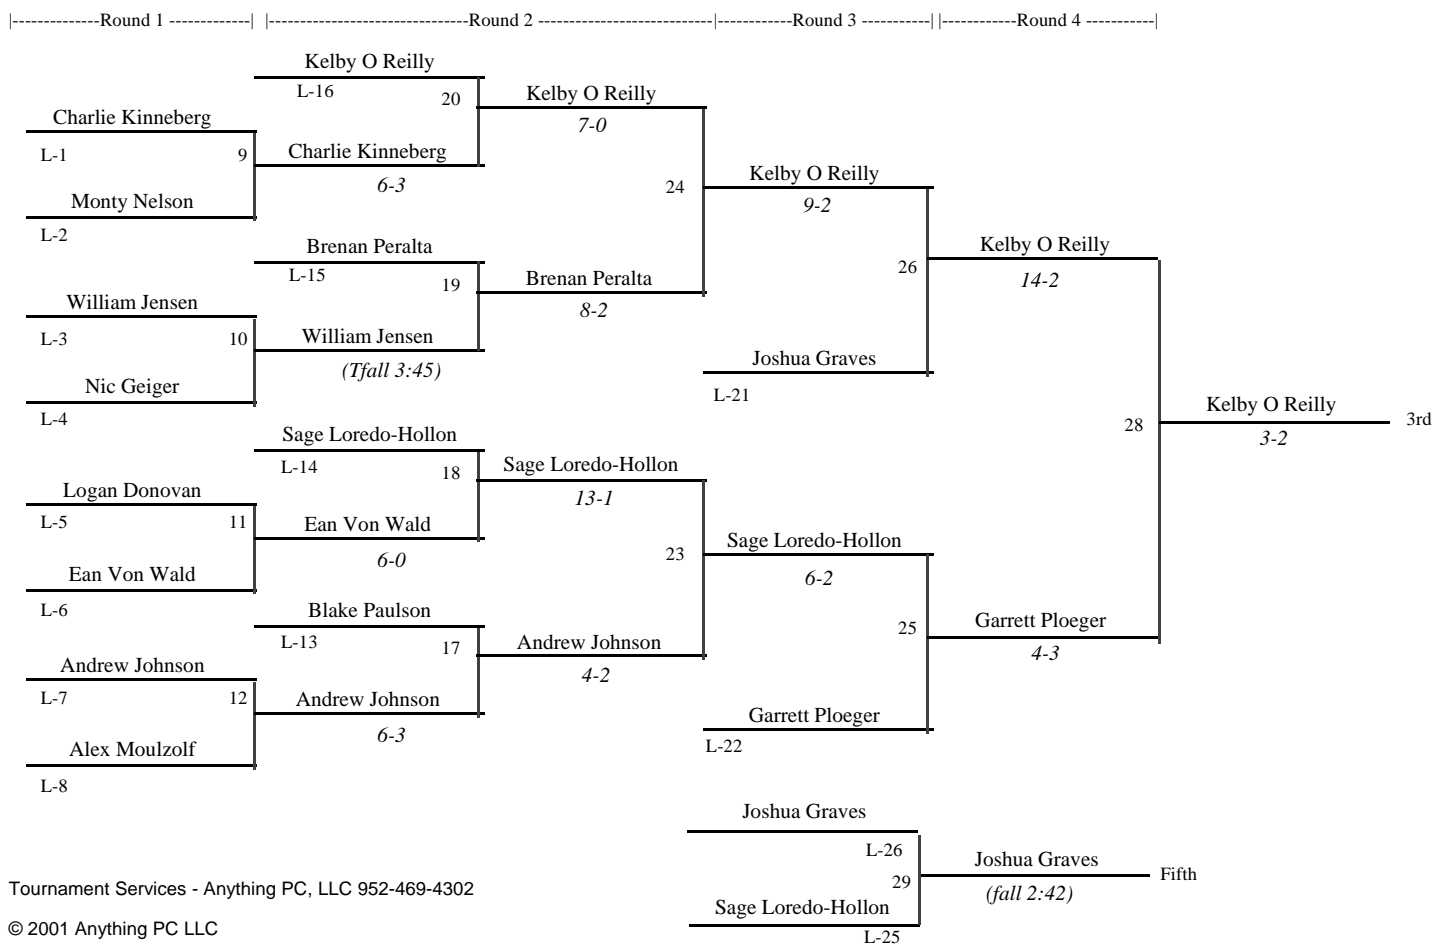 |--------------Round 1 -------------| |--------------------------------Round 2 ----------------------------|------------Round 3 -----------| |------------Round 4 -----------|
Kelby O Reilly
L-16
20
Kelby O Reilly
7-0
Charlie Kinneberg
L-1
9
Charlie Kinneberg
6-3
Monty Nelson
L-2
24
Kelby O Reilly
9-2
Brenan Peralta
L-15
19
Brenan Peralta
8-2
26
Kelby O Reilly
14-2
William Jensen
L-3
10
William Jensen
(Tfall 3:45)
Nic Geiger
L-4
Joshua Graves
L-21
28
Kelby O Reilly
3-2
3rd
Sage Loredo-Hollon
L-14
18
Sage Loredo-Hollon
13-1
Logan Donovan
L-5
11
Ean Von Wald
6-0
Ean Von Wald
L-6
23
Sage Loredo-Hollon
6-2
Blake Paulson
L-13
17
Andrew Johnson
4-2
25
Garrett Ploeger
4-3
Andrew Johnson
L-7
12
Andrew Johnson
6-3
Alex Moulzolf
L-8
Garrett Ploeger
L-22
Joshua Graves
L-26
29
Joshua Graves
(fall 2:42)
Fifth
Sage Loredo-Hollon
L-25
Tournament Services - Anything PC, LLC 952-469-4302
© 2001 Anything PC LLC